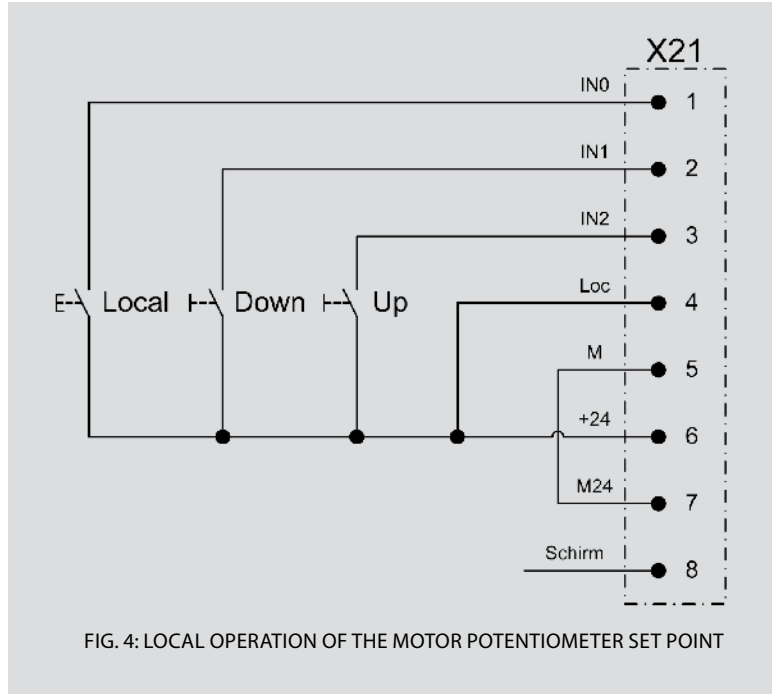 X21
IN0 1
IN1 2
IN2 3
Local Down Up
Loc 4
M 5
+24 6
M24 7
Schirm 8
FIG. 4: LOCAL OPERATION OF THE MOTOR POTENTIOMETER SET POINT